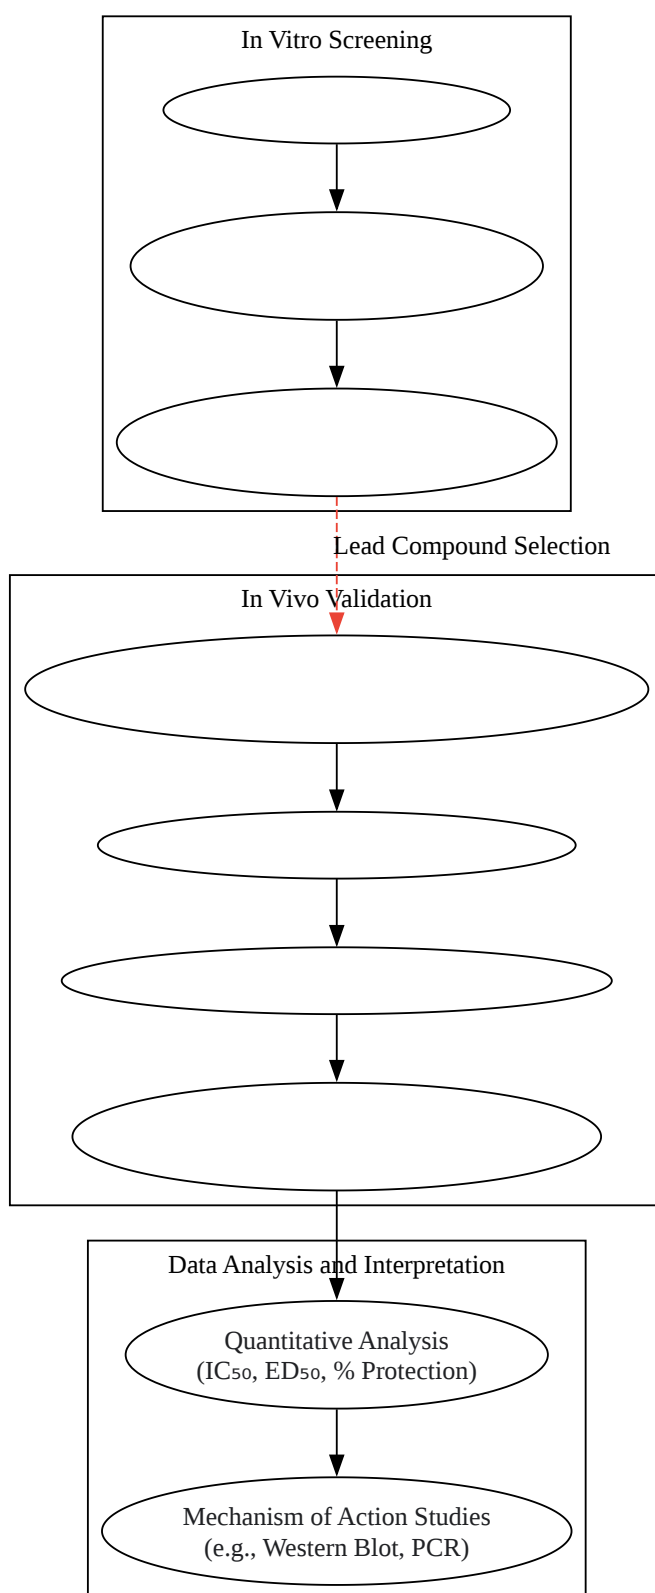 In Vitro Screening
Lead Compound Selection
In Vivo Validation
Data Analysis and Interpretation
Quantitative Analysis
(IC₅₀, ED₅₀, % Protection)
Mechanism of Action Studies
(e.g., Western Blot, PCR)